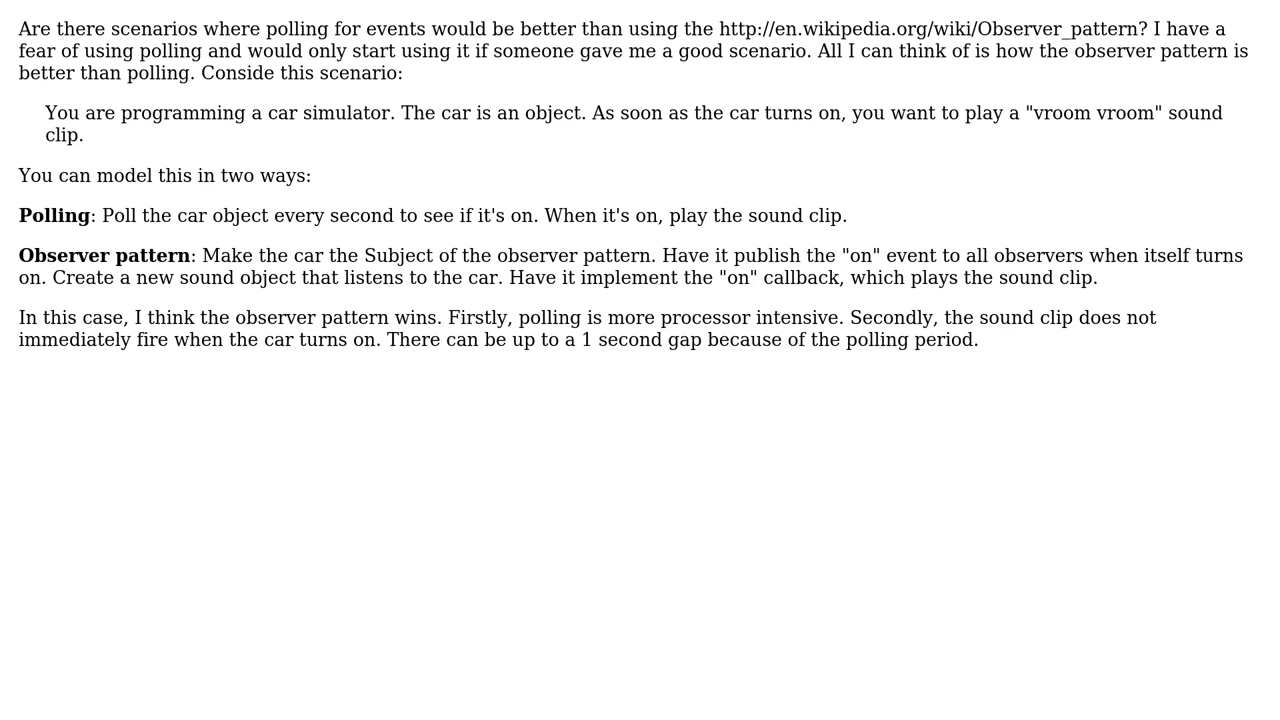 Are there scenarios where polling for events would be better than using the http://en.wikipedia.org/wiki/Observer_pattern? I have a
fear of using polling and would only start using it if someone gave me a good scenario. All I can think of is how the observer pattern is
better than polling. Conside this scenario:
You are programming a car simulator. The car is an object. As soon as the car turns on, you want to play a "vroom vroom" sound
clip.
You can model this in two ways:
Polling: Poll the car object every second to see if it's on. When it's on, play the sound clip.
Observer pattern: Make the car the Subject of the observer pattern. Have it publish the "on" event to all observers when itself turns
on. Create a new sound object that listens to the car. Have it implement the "on" callback, which plays the sound clip.
In this case, I think the observer pattern wins. Firstly, polling is more processor intensive. Secondly, the sound clip does not
immediately fire when the car turns on. There can be up to a 1 second gap because of the polling period.